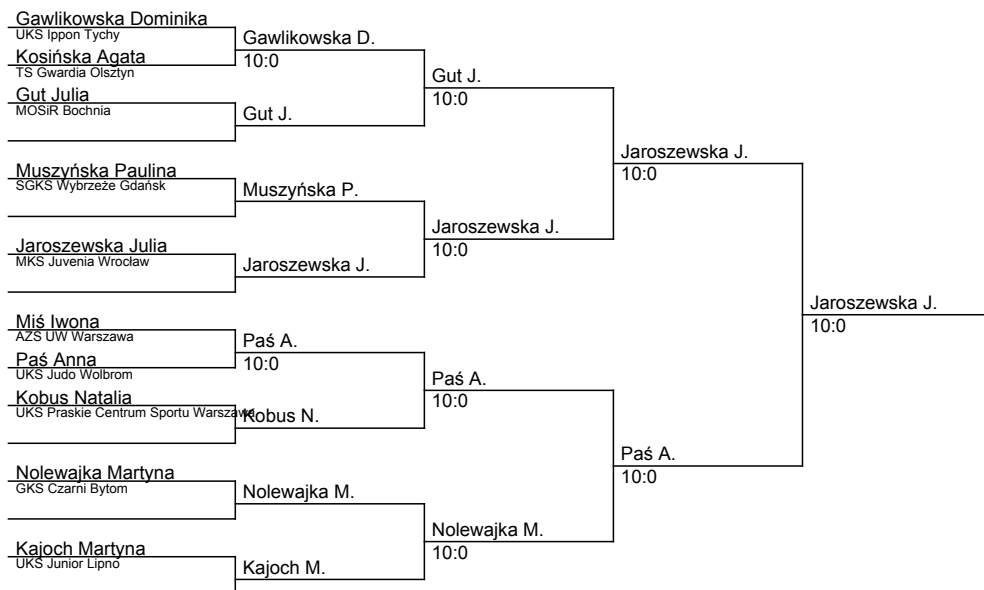 Gawlikowska Dominika
UKS Ippon Tychy
Kosińska Agata
TS Gwardia Olsztyn
Gut Julia
MOSiR Bochnia
Muszyńska Paulina
SGKS Wybrzeże Gdańsk
Jaroszewska Julia
MKS Juvenia Wrocław
Miś Iwona
AZS UW Warszawa
Paś Anna
UKS Judo Wolbrom
Kobus Natalia
UKS Praskie Centrum Sportu Warszawa
Nolewajka Martyna
GKS Czarni Bytom
Kajoch Martyna
UKS Junior Lipno
Gawlikowska D.
10:0
Gut J.
Muszyńska P.
Jaroszewska J.
Paś A.
10:0
Kobus N.
Nolewajka M.
Kajoch M.
Gut J.
10:0
Jaroszewska J.
10:0
Paś A.
10:0
Nolewajka M.
10:0
Jaroszewska J.
10:0
Paś A.
10:0
Jaroszewska J.
10:0